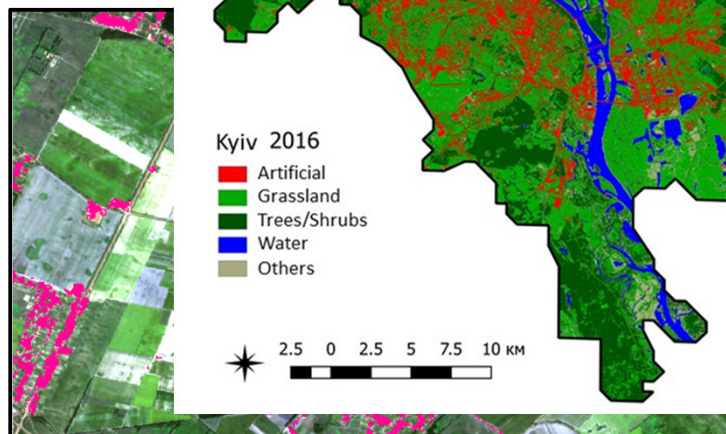 Kyiv 2016
Artificial
Grassland
Trees/Shrubs
Water
Others
2.5 0 2.5 5 7.5 10 км